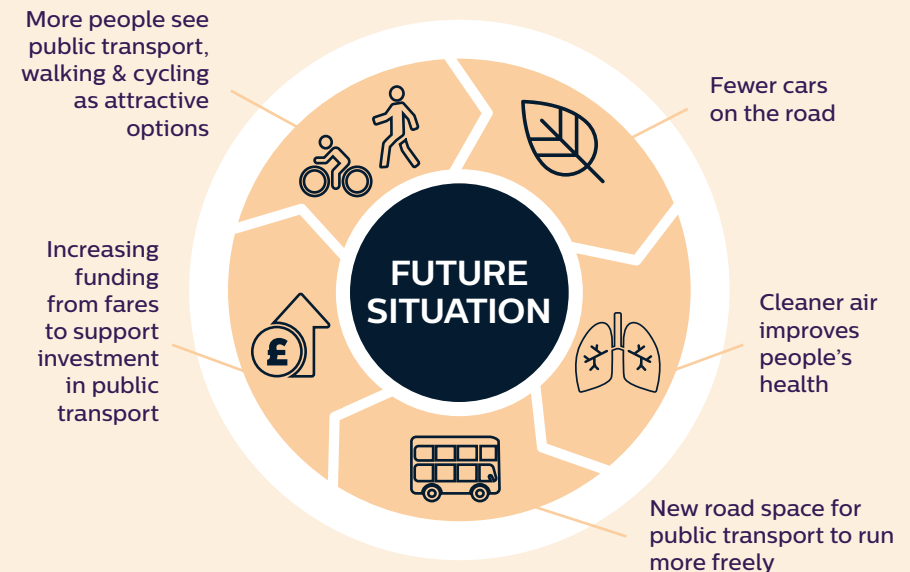 More people see
public transport,
walking & cycling
as attractive
options
Fewer cars
on the road
Cleaner air
improves
people’s
health
New road space for
public transport to run
more freely
Increasing
funding
from fares
to support
investment
in public
transport
£
FUTURE
SITUATION